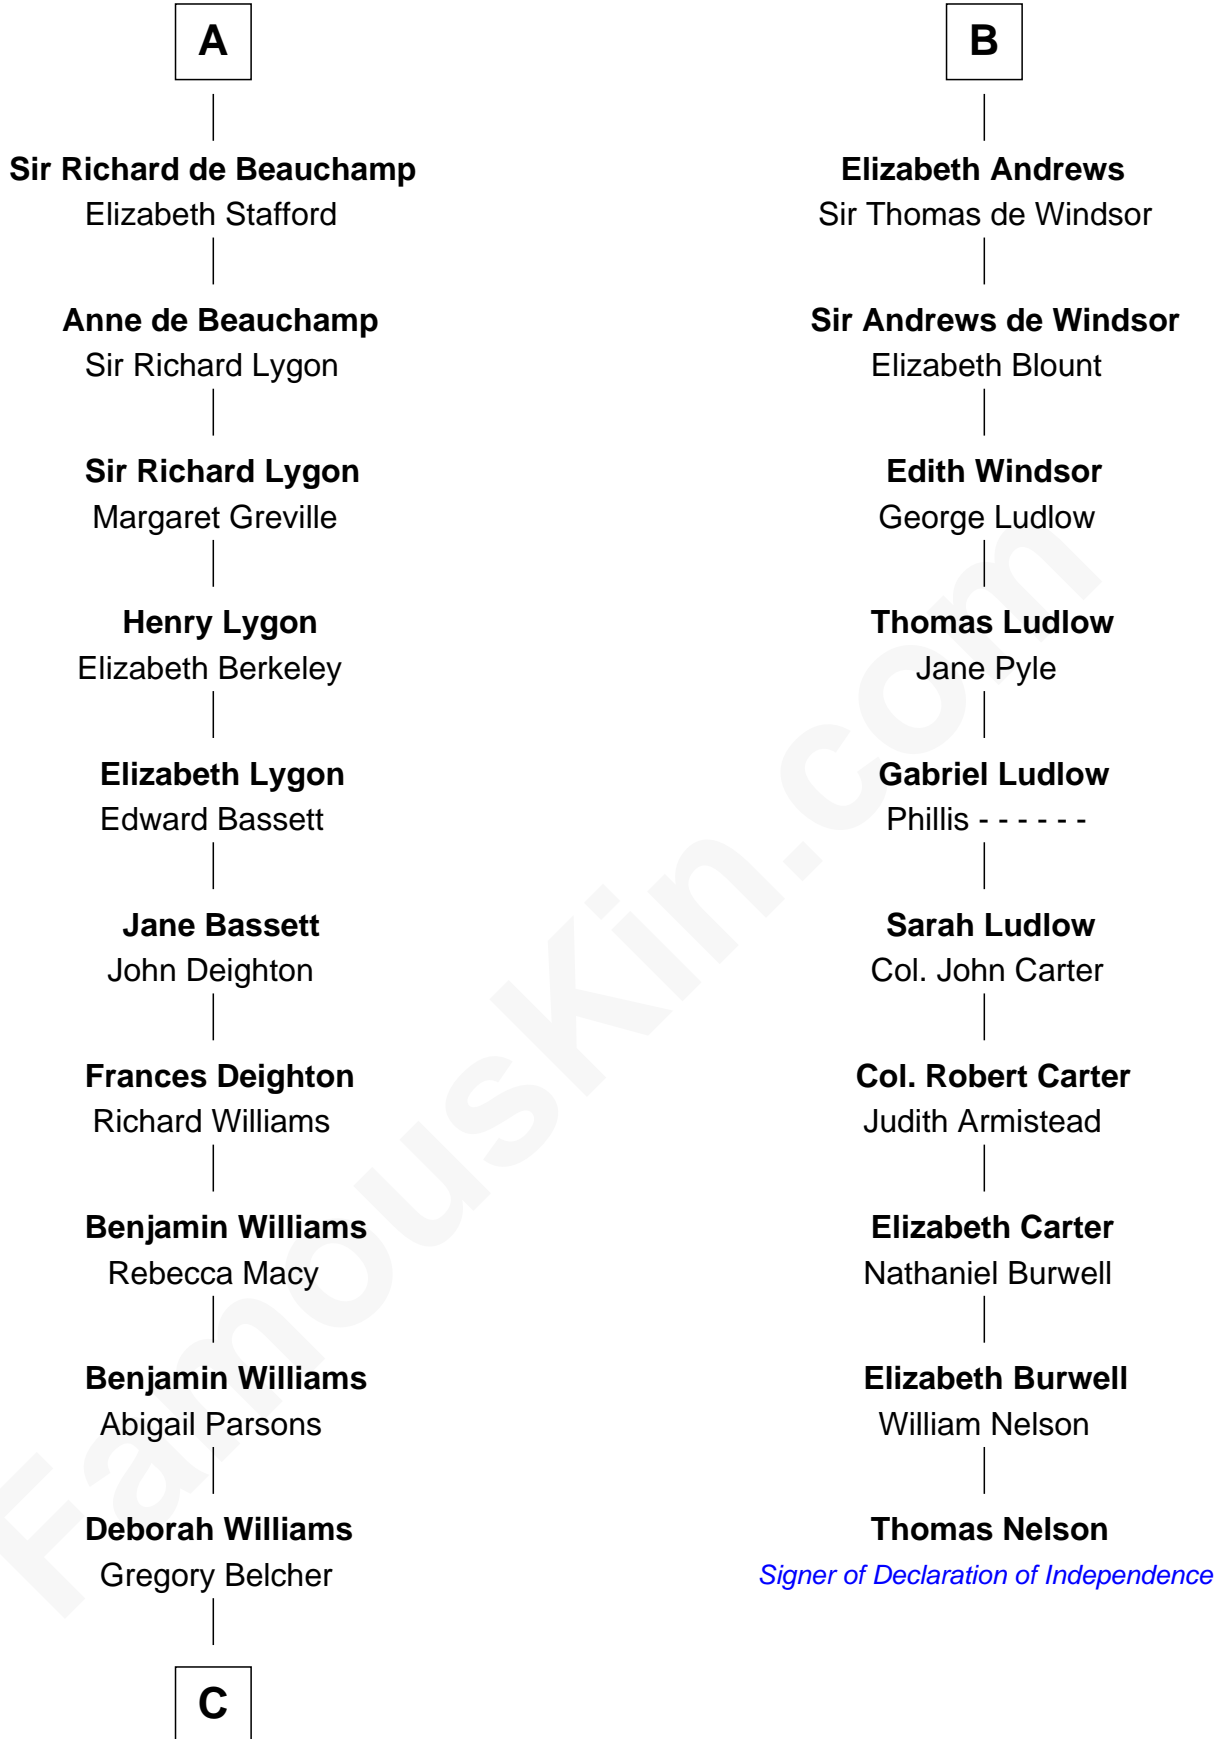 A
Sir Richard de Beauchamp
Elizabeth Stafford
Anne de Beauchamp
Sir Richard Lygon
Sir Richard Lygon
Margaret Greville
Henry Lygon
Elizabeth Berkeley
Elizabeth Lygon
Edward Bassett
Jane Bassett
John Deighton
Frances Deighton
Richard Williams
Benjamin Williams
Rebecca Macy
Benjamin Williams
Abigail Parsons
Deborah Williams
Gregory Belcher
C
B
Elizabeth Andrews
Sir Thomas de Windsor
Sir Andrews de Windsor
Elizabeth Blount
Edith Windsor
George Ludlow
Thomas Ludlow
Jane Pyle
Gabriel Ludlow
Phillis - - - - - -
Sarah Ludlow
Col. John Carter
Col. Robert Carter
Judith Armistead
Elizabeth Carter
Nathaniel Burwell
Elizabeth Burwell
William Nelson
Thomas Nelson
Signer of Declaration of Independence
FamousKin.com